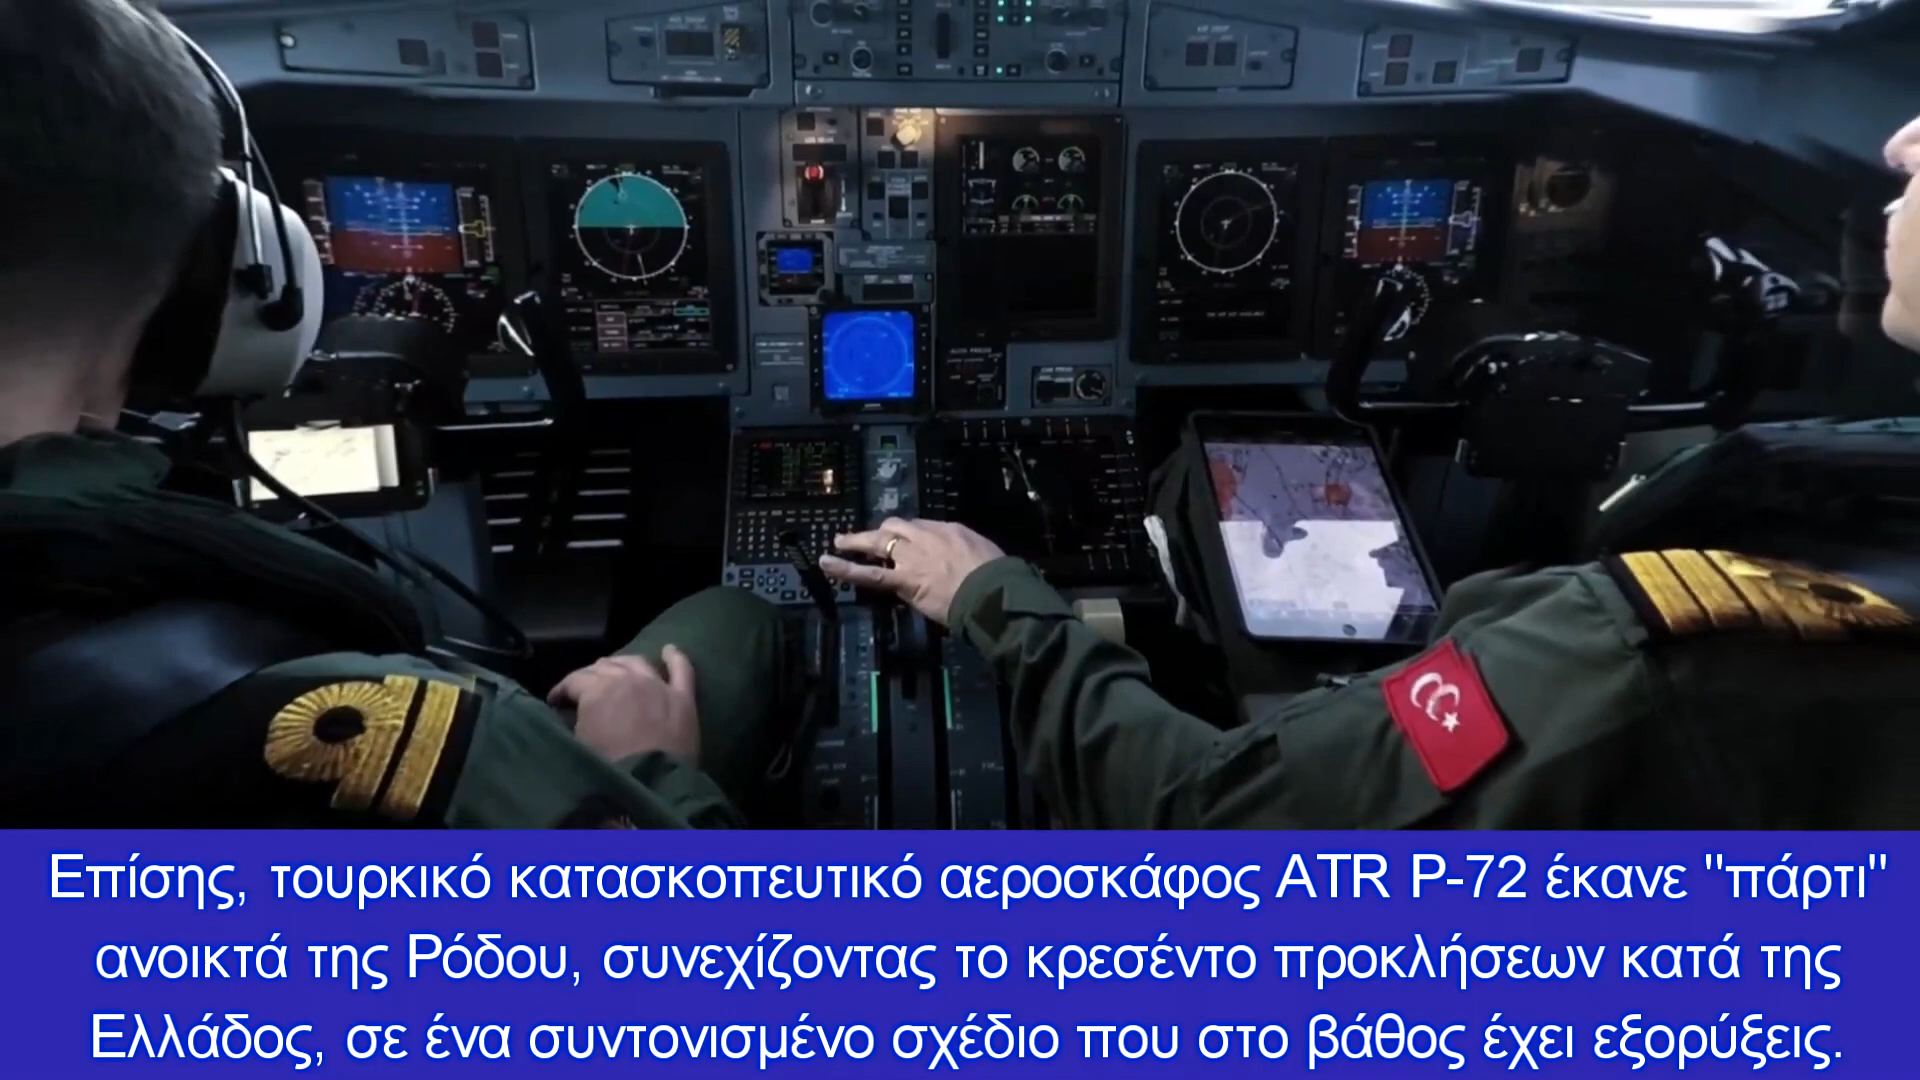 Επίσης, τουρκικό κατασκοπευτικό αεροσκάφος ATR P-72 έκανε "πάρτι"
ανοικτά της Ρόδου, συνεχίζοντας το κρεσέντο προκλήσεων κατά της
Ελλάδος, σε ένα συντονισμένο σχέδιο που στο βάθος έχει εξορύξεις.